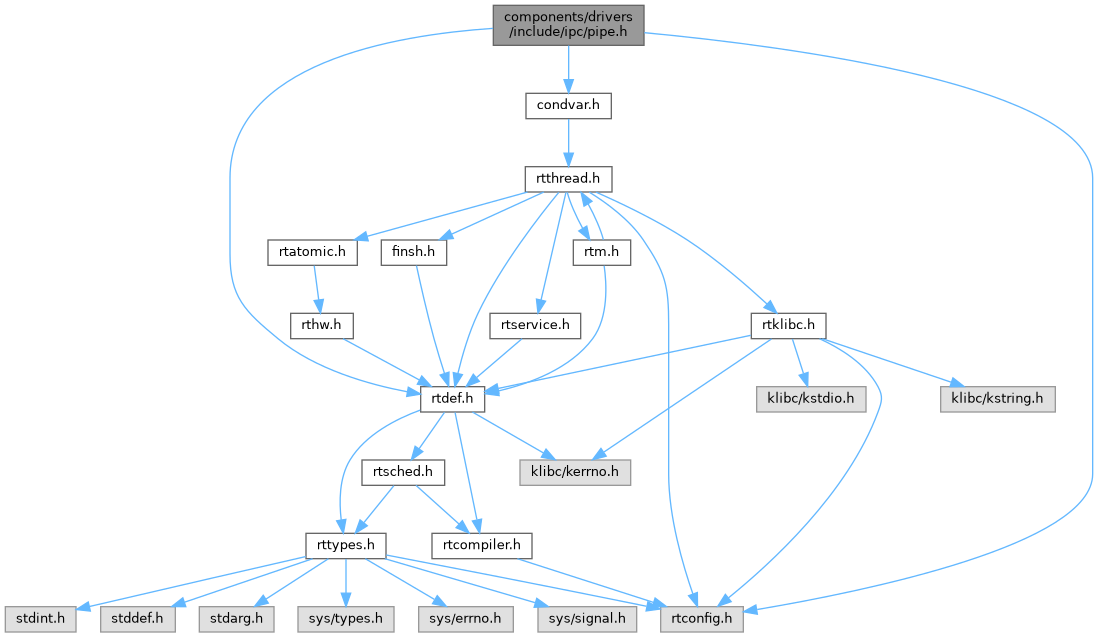 components/drivers
/include/ipc/pipe.h
condvar.h
rtthread.h
rtatomic.h
finsh.h
rtm.h
rthw.h
rtservice.h
rtklibc.h
rtdef.h
klibc/kstdio.h
klibc/kstring.h
rtsched.h
klibc/kerrno.h
rttypes.h
rtcompiler.h
stdint.h
stddef.h
stdarg.h
sys/types.h
sys/errno.h
sys/signal.h
rtconfig.h